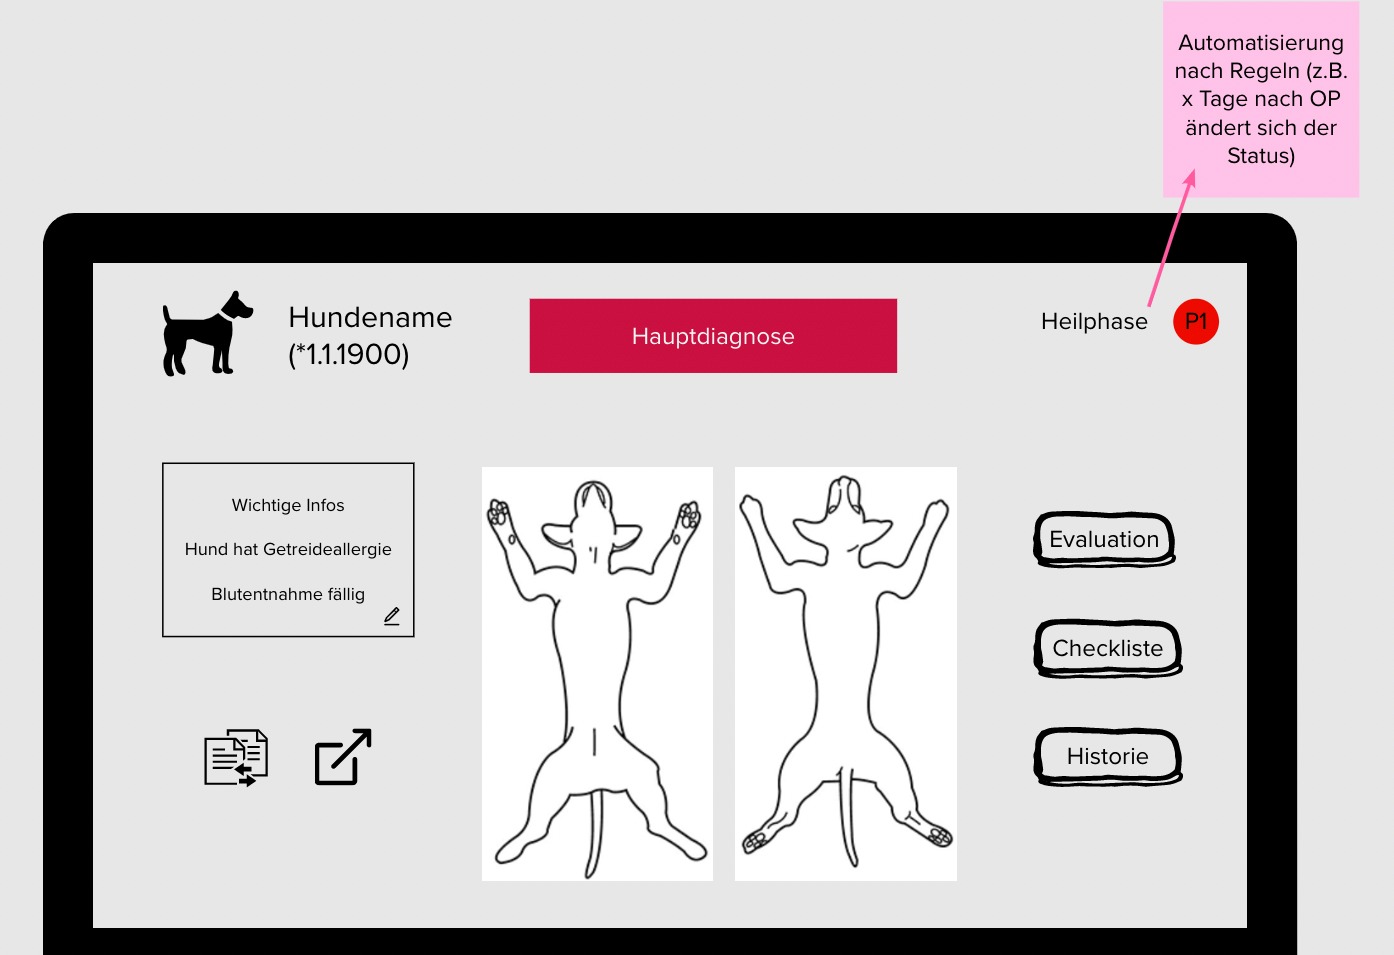 Automatisierung
nach Regeln (z.B.
x Tage nach OP
ändert sich der
Status)
Hundename
(*1.1.1900)
Hauptdiagnose
Heilphase
P1
Wichtige Infos
Hund hat Getreideallergie
Blutentnahme fällig
Evaluation
Checkliste
Historie